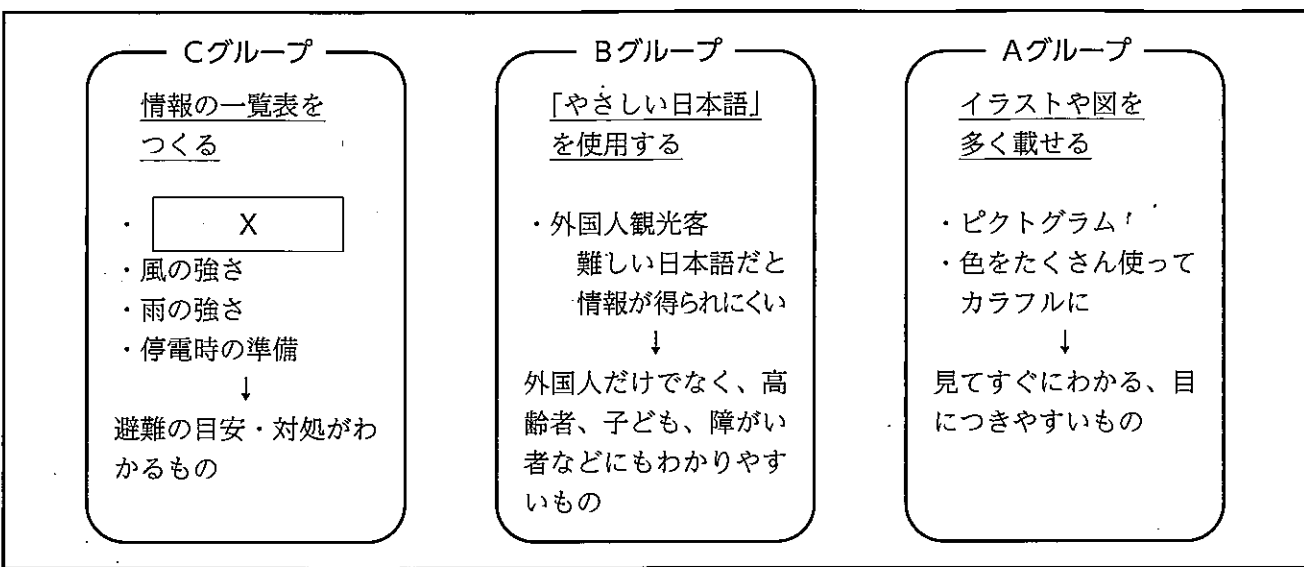 Aグループ
イラストや図を
多く載せる
・ピクトグラム
・色をたくさん使って
カラフルに
↓
見てすぐにわかる、目
につきやすいもの
Bグループ
「やさしい日本語」
を使用する
・外国人観光客
難しい日本語だと
情報が得られにくい
↓
外国人だけでなく、高
齢者、子ども、障がい
者などにもわかりやす
いもの
Cグループ
情報の一覧表を
つくる
・ X
・風の強さ
・雨の強さ
・停電時の準備
↓
避難の目安・対処がわ
かるもの